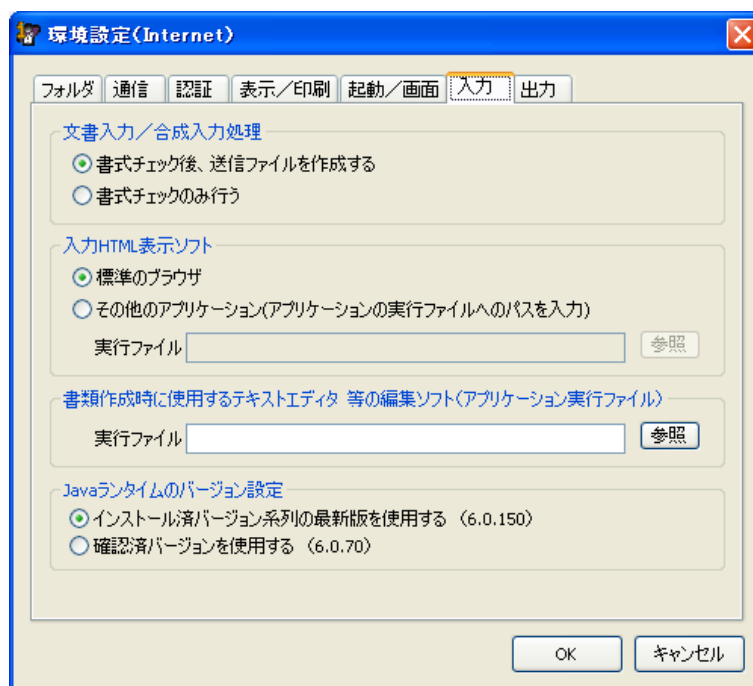 環境設定(Internet)
フォルダ 通信 認証 表示／印刷 起動／画面 入力 出力
文書入力／合成入力処理
書式チェック後、送信ファイルを作成する
書式チェックのみ行う
入力HTML表示ソフト
標準のブラウザ
その他のアプリケーション(アプリケーションの実行ファイルへのパスを入力)
実行ファイル 参照
書類作成時に使用するテキストエディタ 等の編集ソフト(アプリケーション実行ファイル)
実行ファイル 参照
Javaランタイムのバージョン設定
インストール済バージョン系列の最新版を使用する (6.0.150)
確認済バージョンを使用する (6.0.70)
OK キャンセル